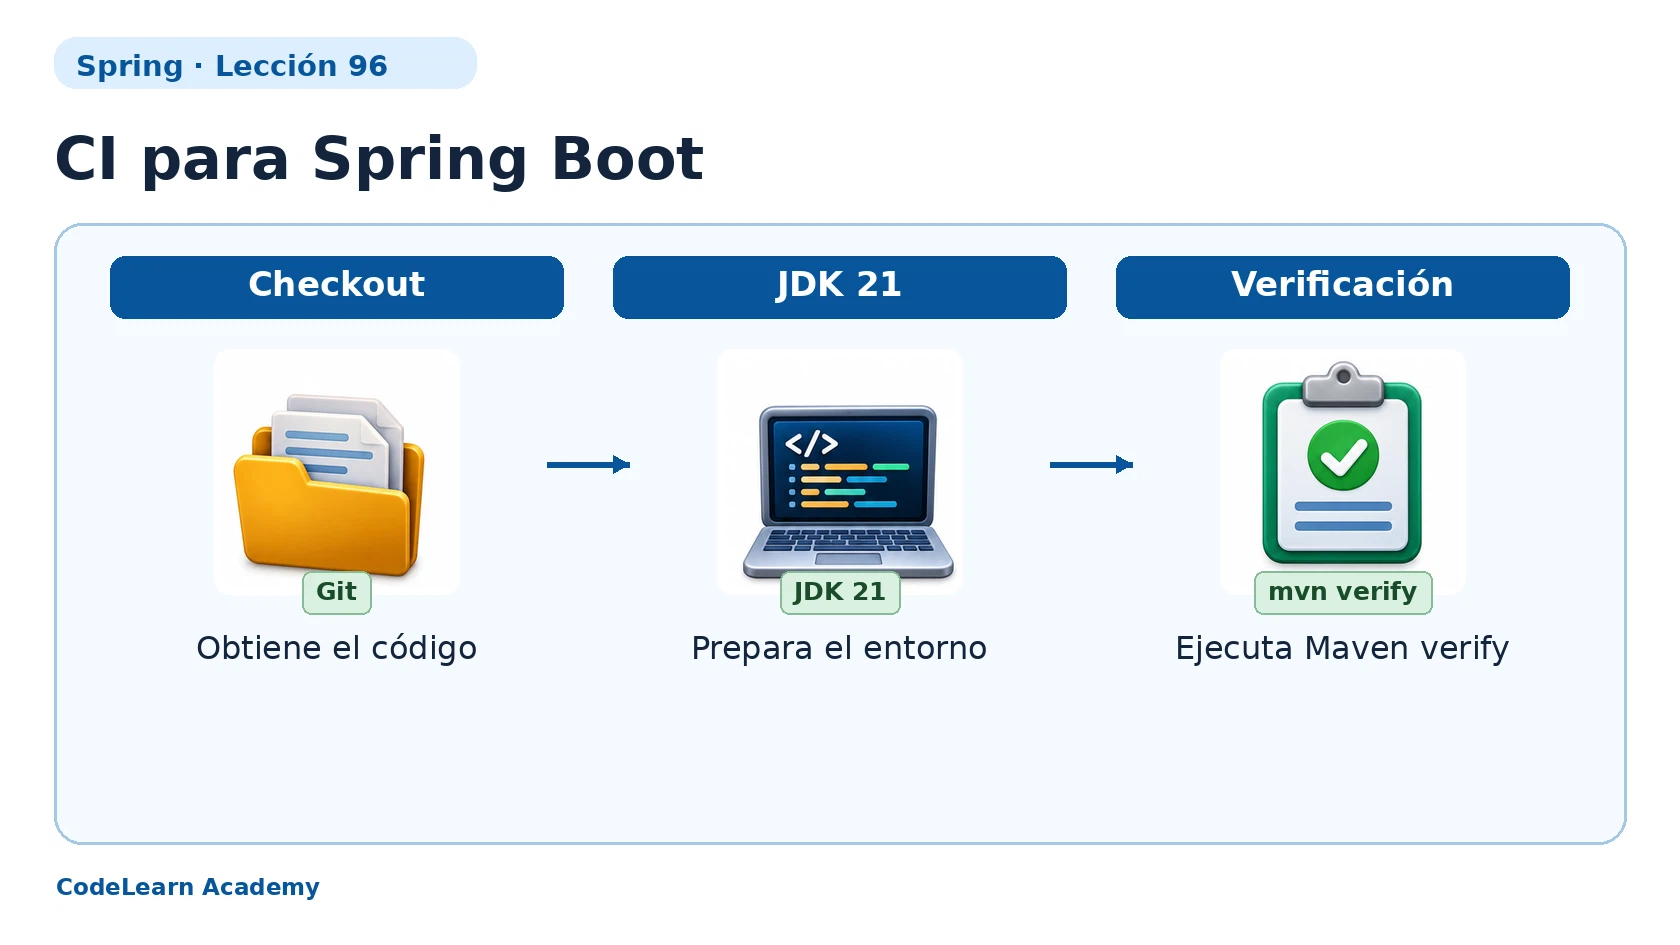 Spring · Lección 96
CI para Spring Boot
Checkout
JDK 21
Verificación
</>
Git
JDK 21
mvn verify
Obtiene el código
Prepara el entorno
Ejecuta Maven verify
CodeLearn Academy